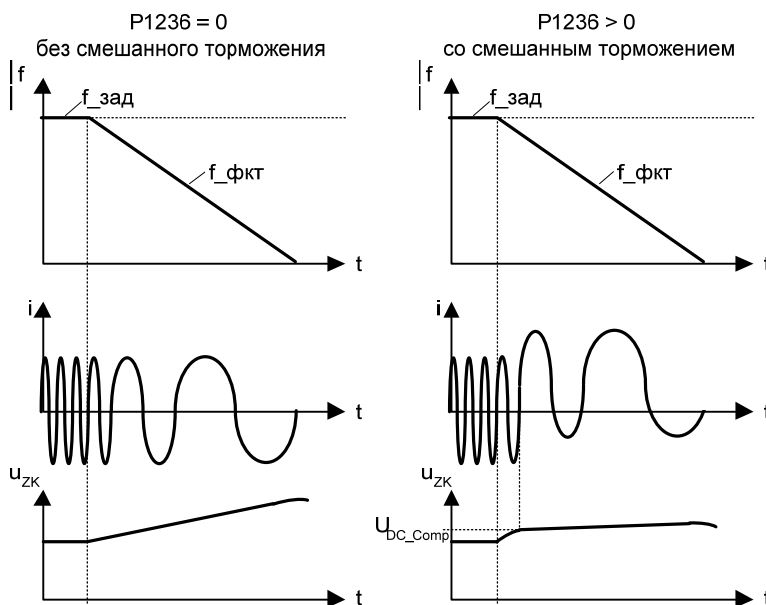 P1236 = 0
без смешанного торможения
|f|
f_зад
f_фкт
t
i
t
u_ZK
t
P1236 > 0
со смешанным торможением
|f|
f_зад
f_фкт
t
i
t
u_ZK
U_DC_Comp
t